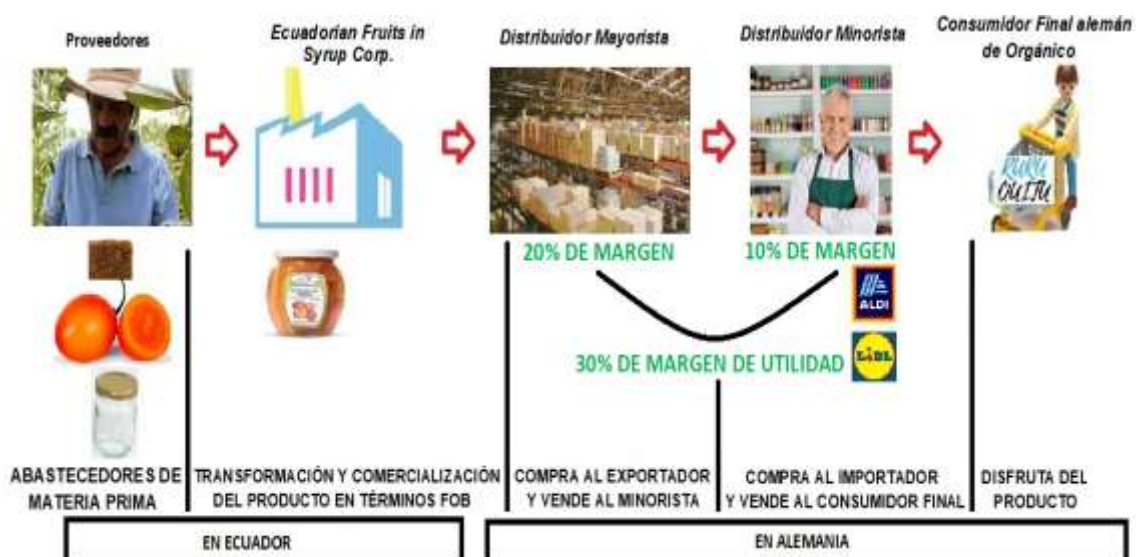 Proveedores
Ecuadorian Fruits in
Syrup Corp.
Distribuidor Mayorista
Distribuidor Minorista
Consumidor Final alemán
de Orgánico
RUKU
QUITU
20% DE MARGEN
10% DE MARGEN
ALDI
30% DE MARGEN DE UTILIDAD
LIDL
ABASTECEDORES DE
MATERIA PRIMA
TRANSFORMACIÓN Y COMERCIALIZACIÓN
DEL PRODUCTO EN TÉRMINOS FOB
COMPRA AL EXPORTADOR
Y VENDE AL MINORISTA
COMPRA AL IMPORTADOR
Y VENDE AL CONSUMIDOR FINAL
DISFRUTA DEL
PRODUCTO
EN ECUADOR
EN ALEMANIA